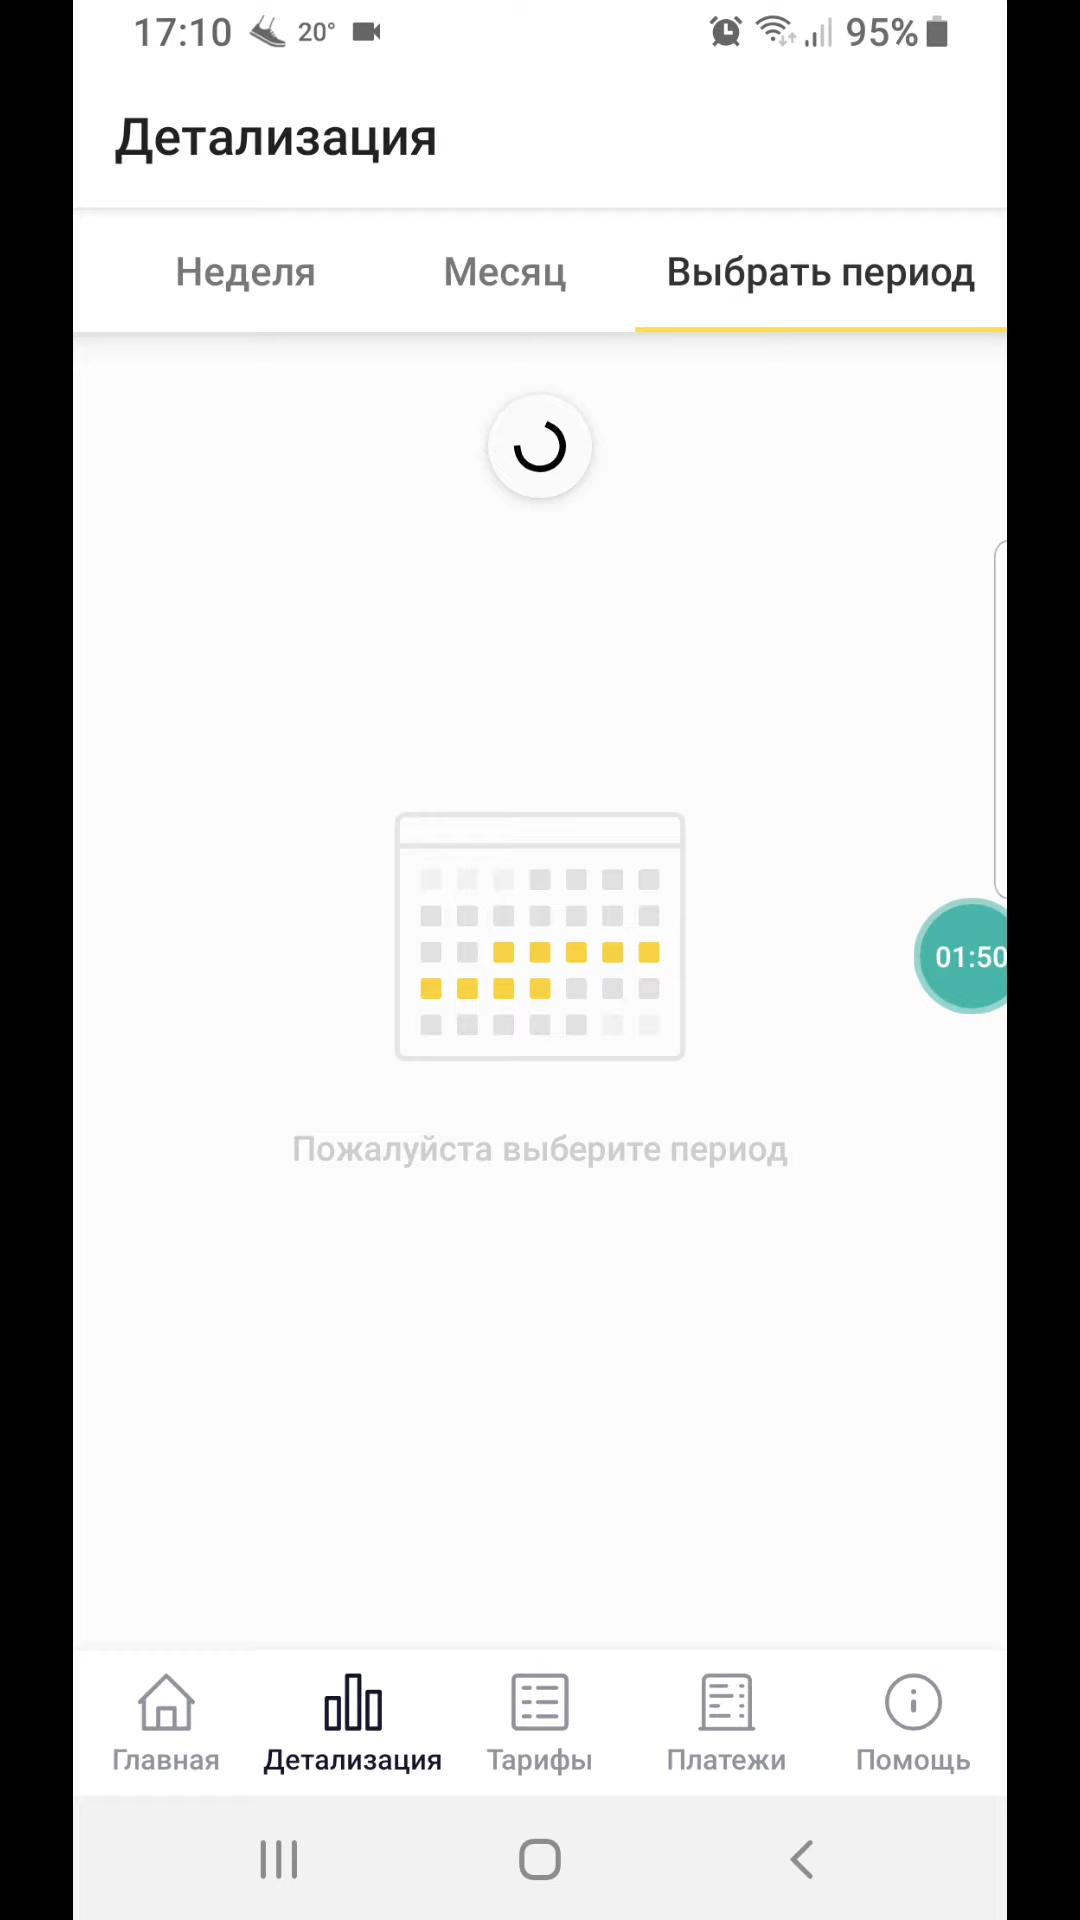 17:10 20° 95%
Детализация
Неделя Месяц Выбрать период
01:50
Пожалуйста выберите период
Главная Детализация Тарифы Платежи Помощь